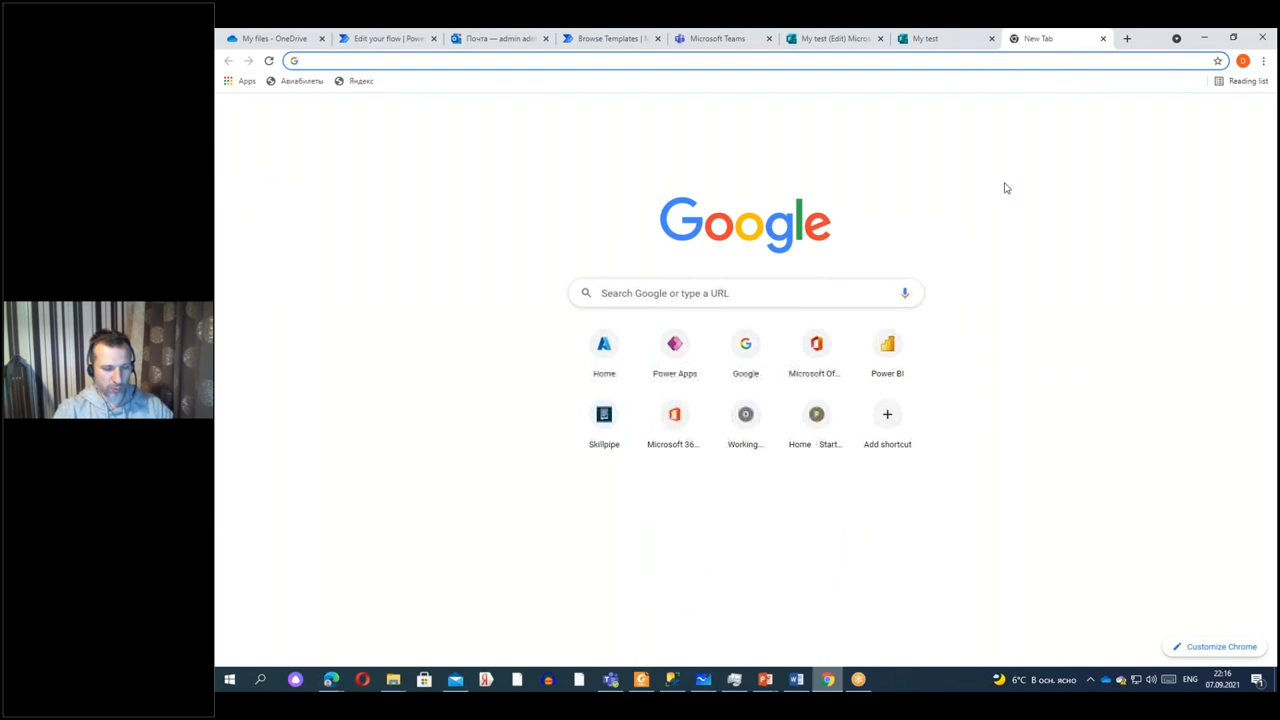 My files - OneDrive
Edit your flow | Powe
Почта — admin adm
Browse Templates | M
Microsoft Teams
My test (Edit) Micros
My test
New Tab
Apps
Авиабилеты
Яндекс
Reading list
D
Google
Search Google or type a URL
Home
Power Apps
Google
Microsoft Of...
Power BI
Skillpipe
Microsoft 36...
Working...
Home · Start...
Add shortcut
Customize Chrome
6°C В осн. ясно
ENG
22:16
07.09.2021